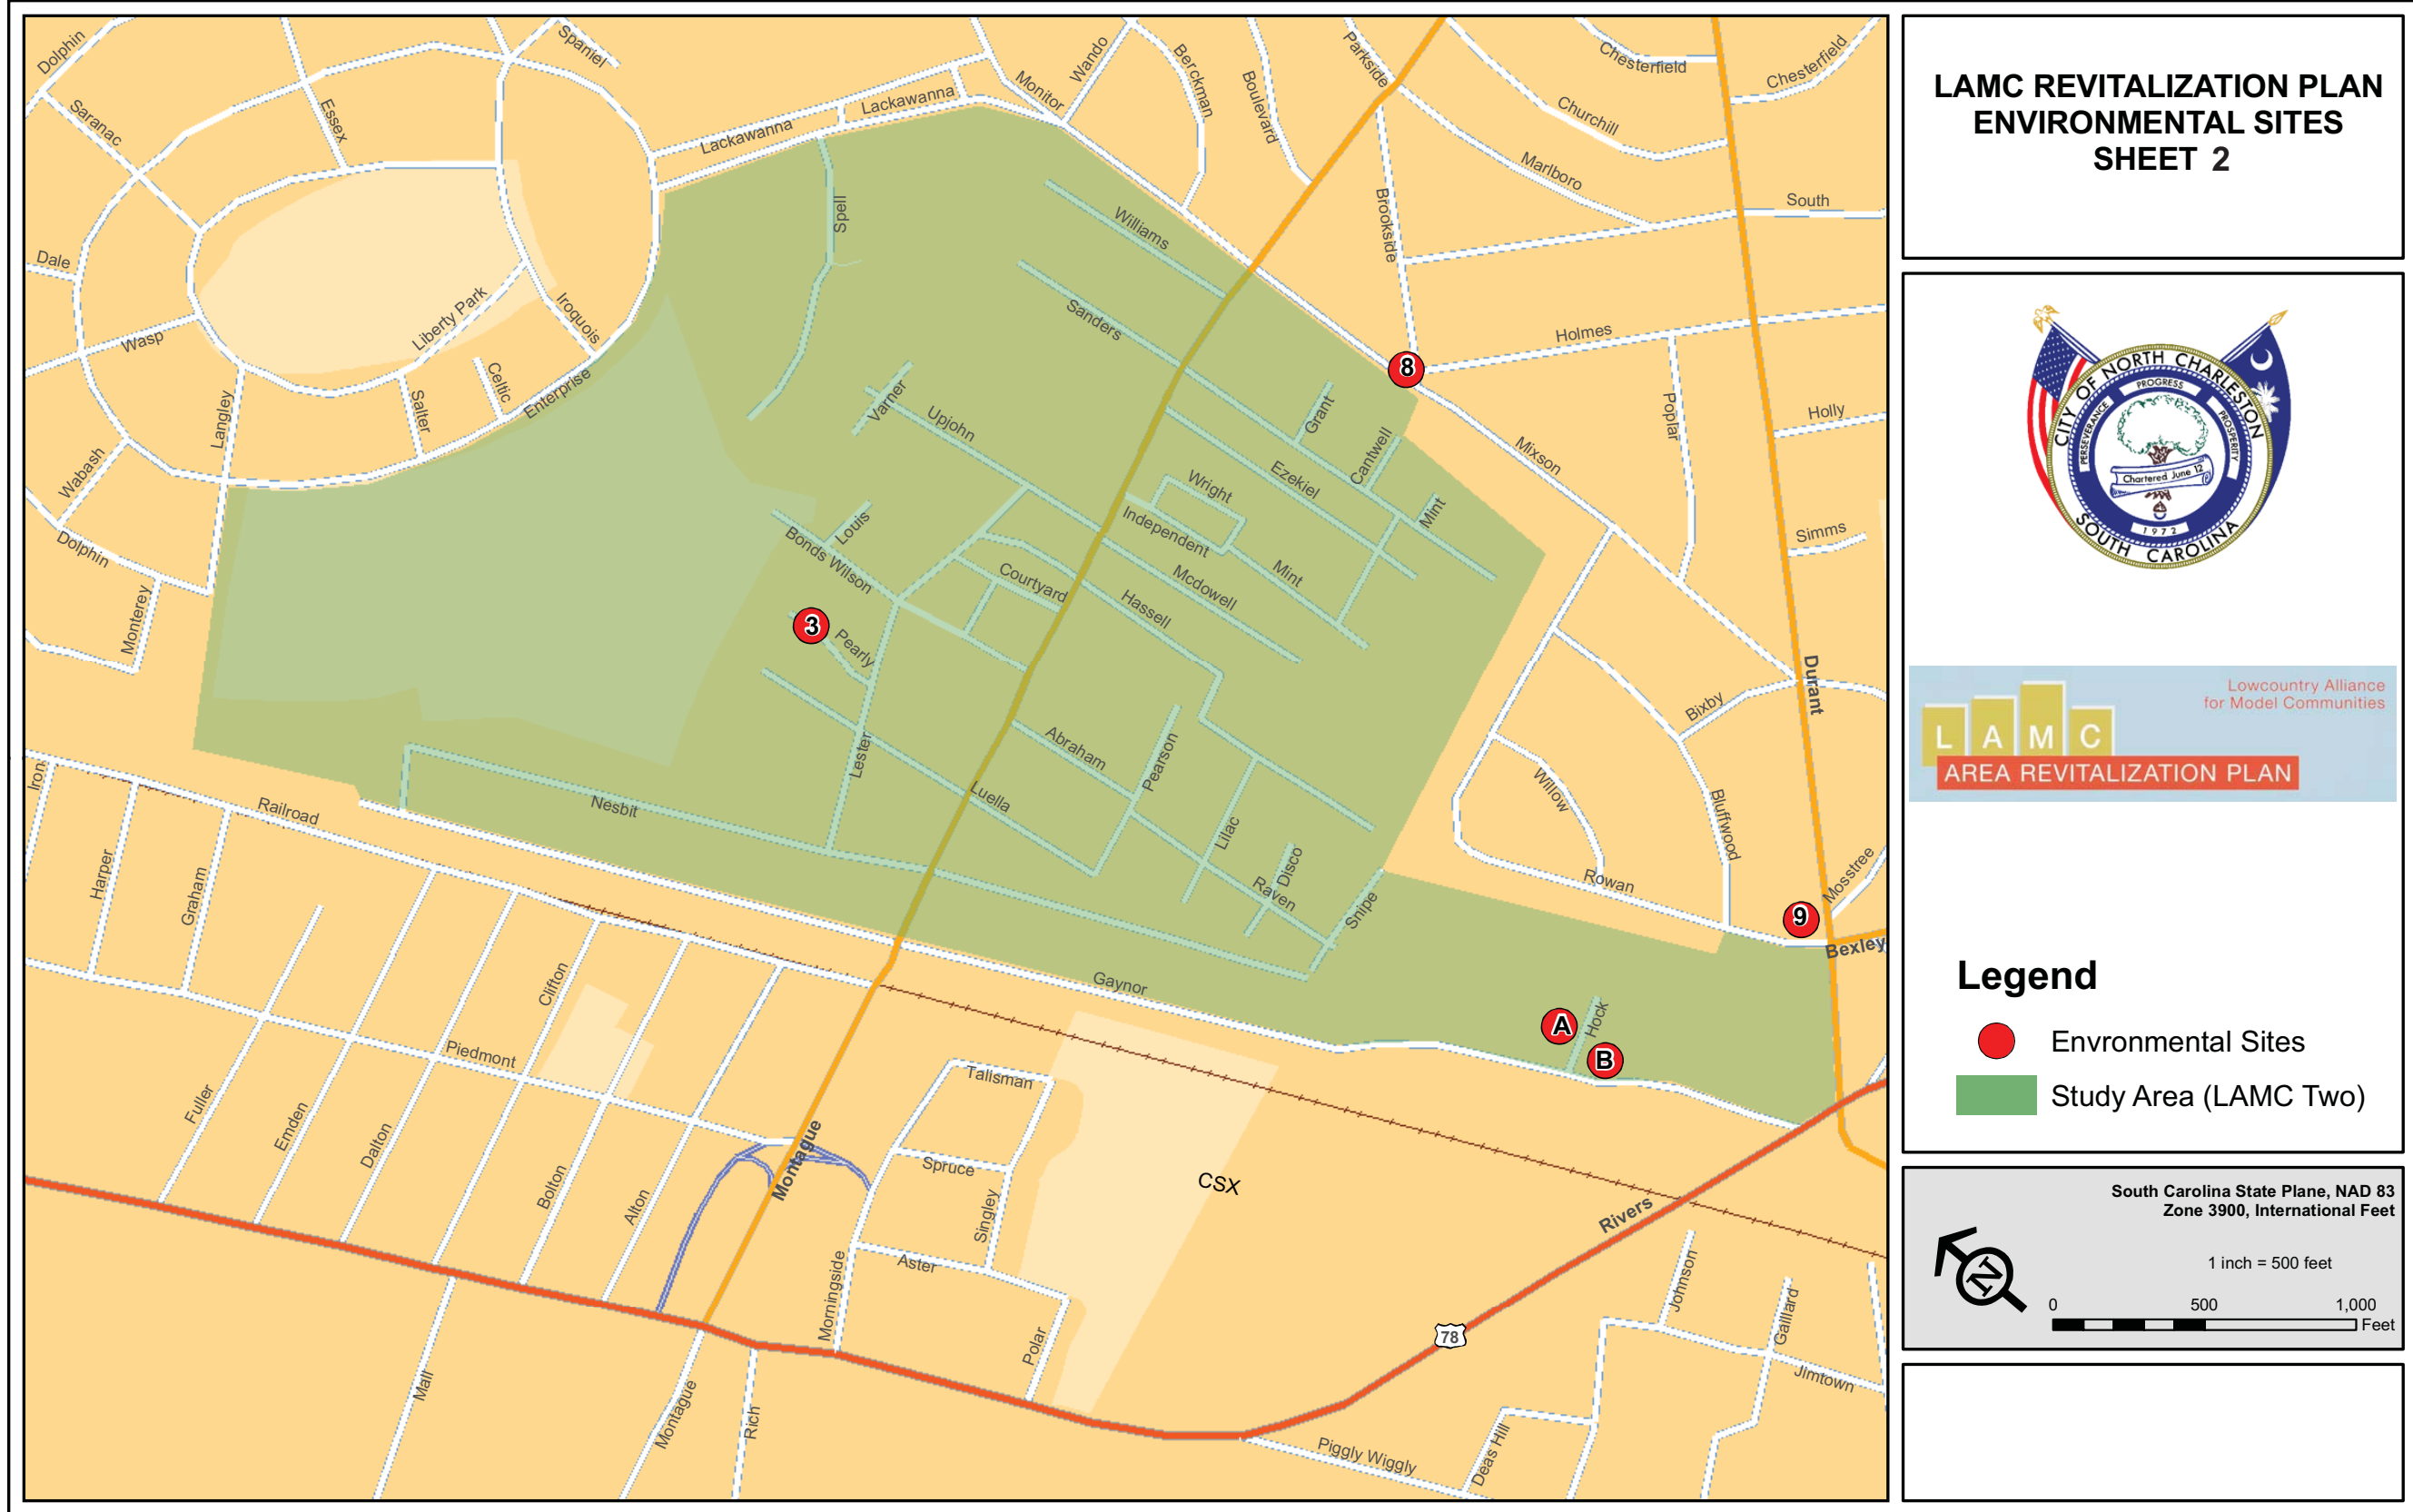 LAMC REVITALIZATION PLAN
ENVIRONMENTAL SITES
SHEET 2
CITY OF NORTH CHARLESTON
SOUTH CAROLINA
PERSEVERANCE
PROGRESS
PROSPERITY
Chartered June 12
1972
Lowcountry Alliance
for Model Communities
LAMC
AREA REVITALIZATION PLAN
Legend
Envronmental Sites
Study Area (LAMC Two)
South Carolina State Plane, NAD 83
Zone 3900, International Feet
1 inch = 500 feet
N
0 500 1,000
Feet
Dolphin
Spaniel
Saranac
Essex
Lackawanna
Lackawanna
Monitor
Wando
Berckman
Boulevard
Parkside
Chesterfield
Chesterfield
Churchill
Marlboro
South
Brookside
Spell
Williams
Dale
Liberty Park
Iroquois
Wasp
Celtic
Salter
Enterprise
Langley
Wabash
Dolphin
Monterey
Sanders
Varner
Upjohn
Holmes
8
Poplar
Holly
Grant
Cantwell
Mixson
Ezekiel
Wright
Independent
Mint
Mint
Simms
Louis
Bonds Wilson
Courtyard
Mcdowell
Hassell
3
Pearly
Durant
Bixby
Lester
Abraham
Pearson
Luella
Willow
Bluffwood
Iron
Railroad
Nesbit
Lilac
Disco
Raven
Snipe
Rowan
Mosstree
9
Bexley
Harper
Graham
Clifton
Gaynor
A
Hock
B
Piedmont
Fuller
Emden
Dalton
Bolton
Alton
Talisman
Montague
Spruce
Singley
CSX
Rivers
Aster
Morningside
Polar
78
Johnson
Gaillard
Jimtown
Mall
Montague
Rich
Piggly Wiggly
Deas Hill